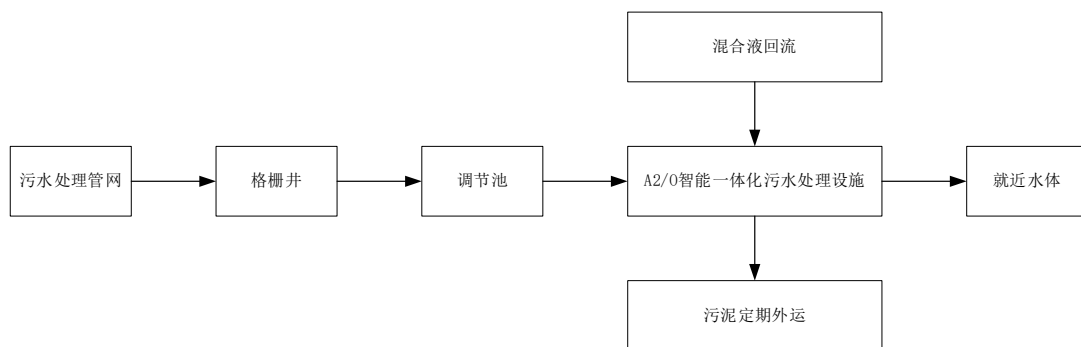 混合液回流
污水处理管网
格栅井
调节池
A2/O智能一体化污水处理设施
就近水体
污泥定期外运